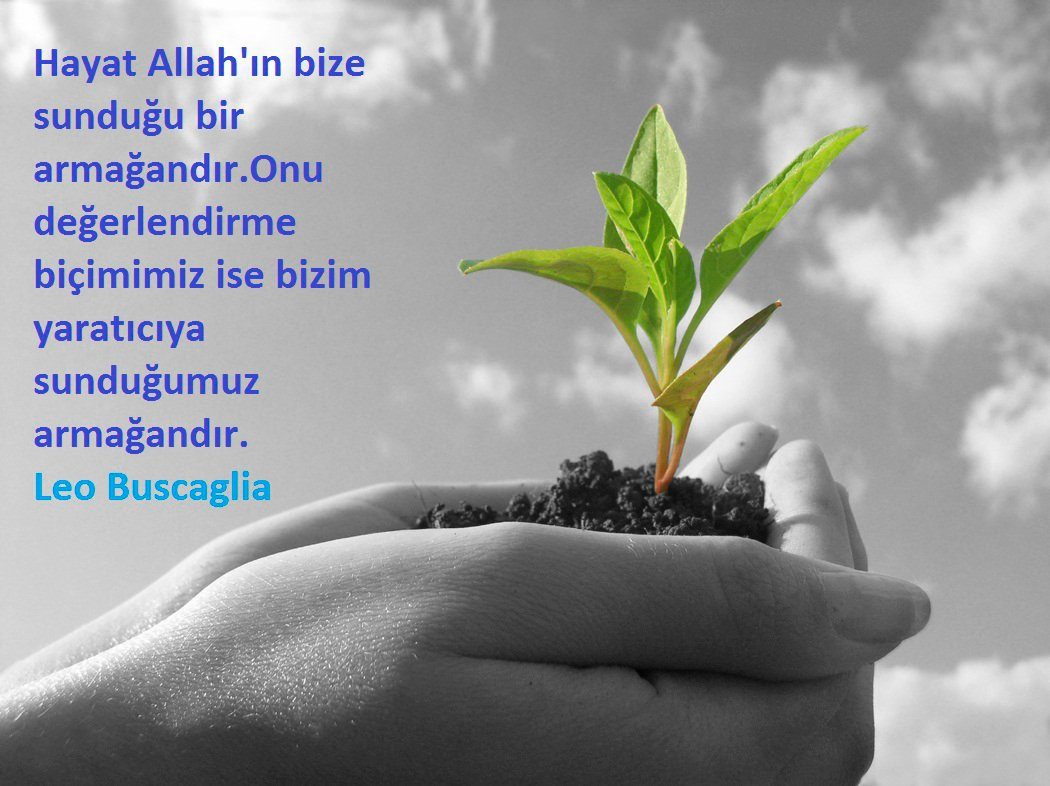 Hayat Allah'ın bize
sunduğu bir
armağandır.Onu
değerlendirme
biçimimiz ise bizim
yaratıcıya
sunduğumuz
armağandır.
Leo Buscaglia